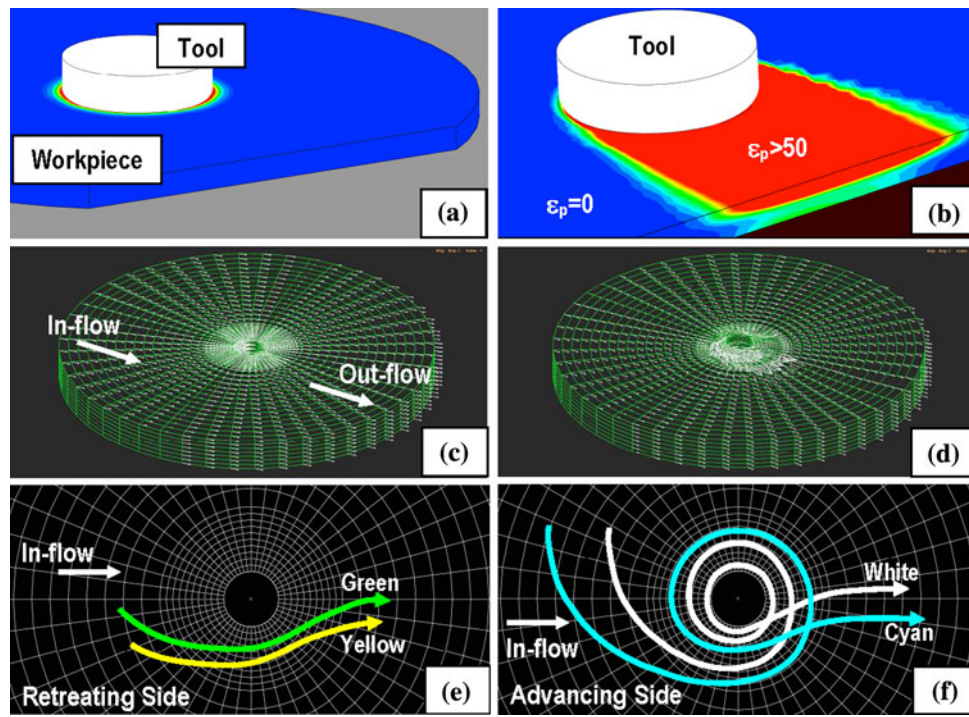 Tool
Workpiece
(a)
Tool
εp>50
εp=0
(b)
In-flow
Out-flow
(c)
(d)
In-flow
Green
Yellow
Retreating Side
(e)
White
Cyan
In-flow
Advancing Side
(f)